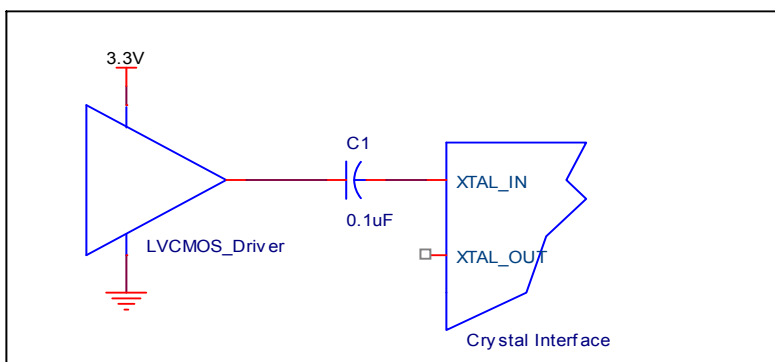 3.3V
C1
XTAL_IN
0.1uF
LVCMOS_Driver
XTAL_OUT
Crystal Interface